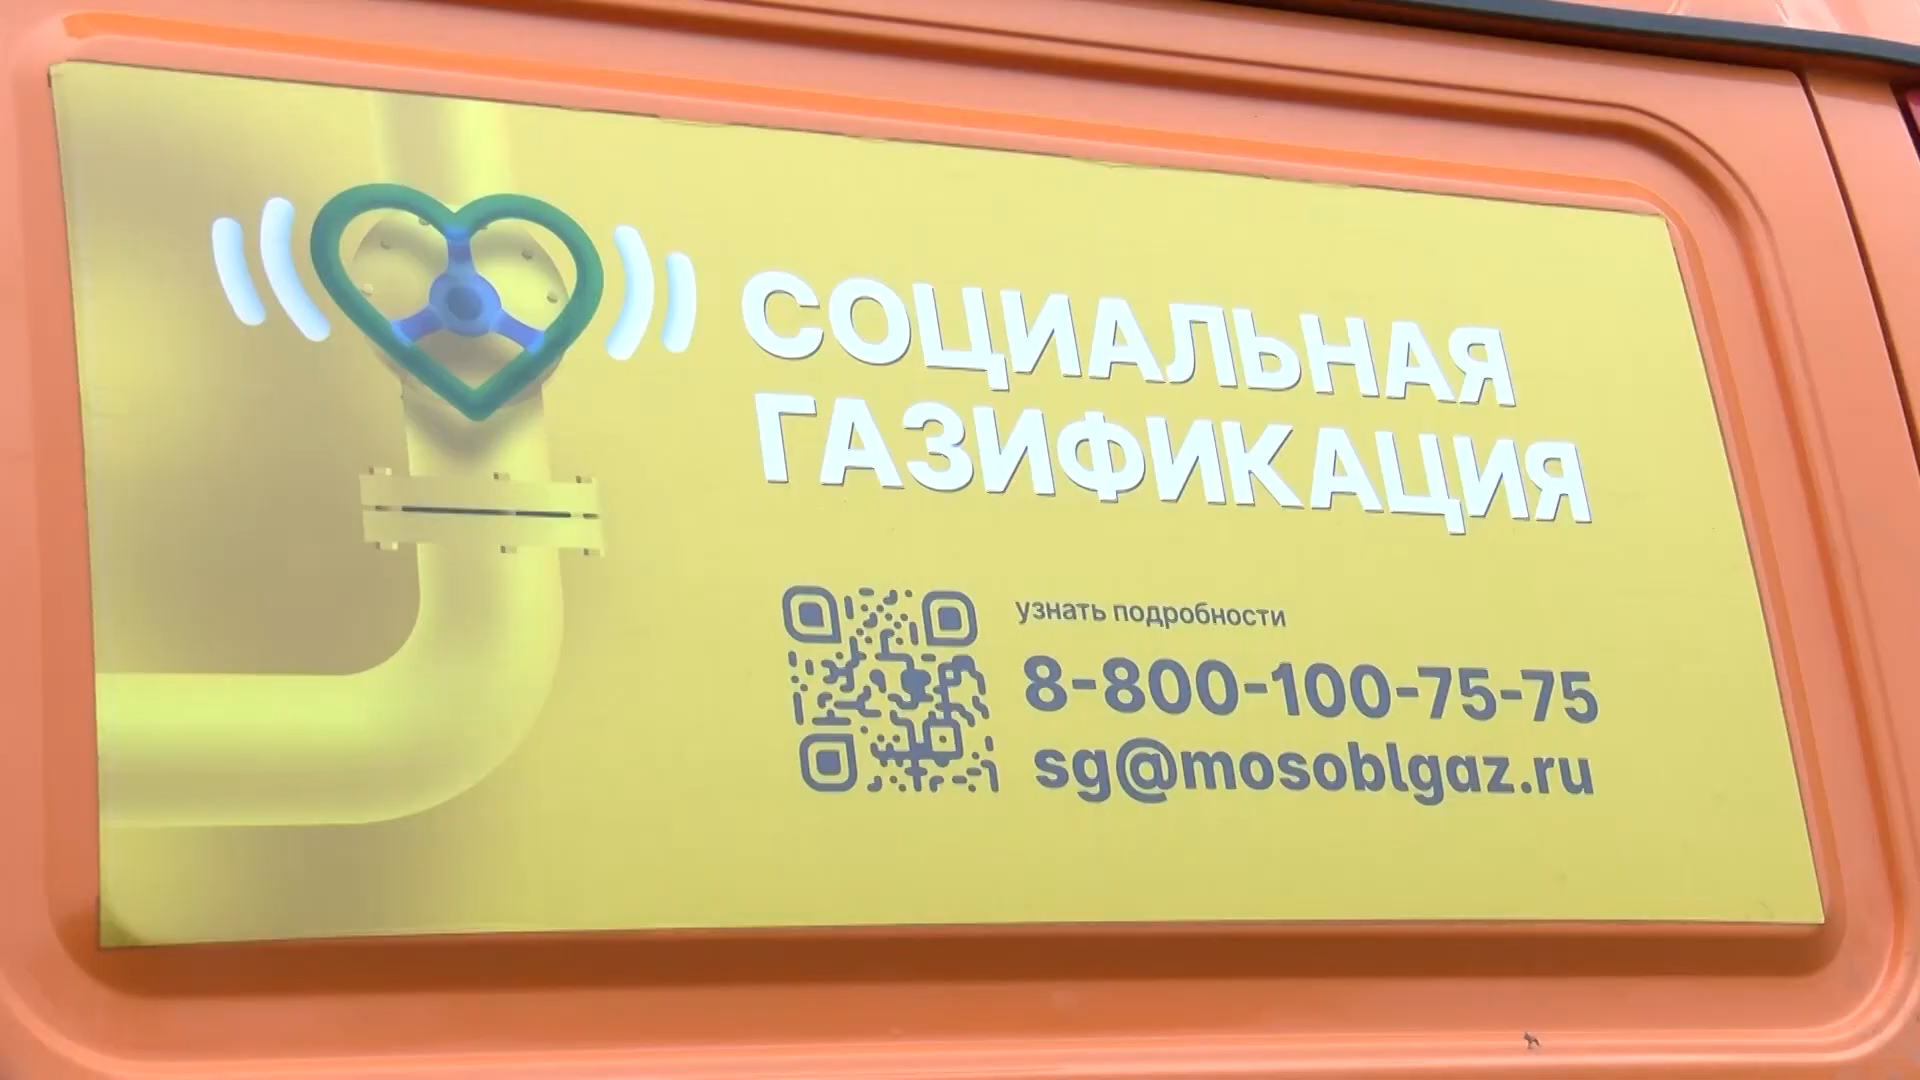 СОЦИАЛЬНАЯ
ГАЗИФИКАЦИЯ
узнать подробности
8-800-100-75-75
sg@mosoblgaz.ru